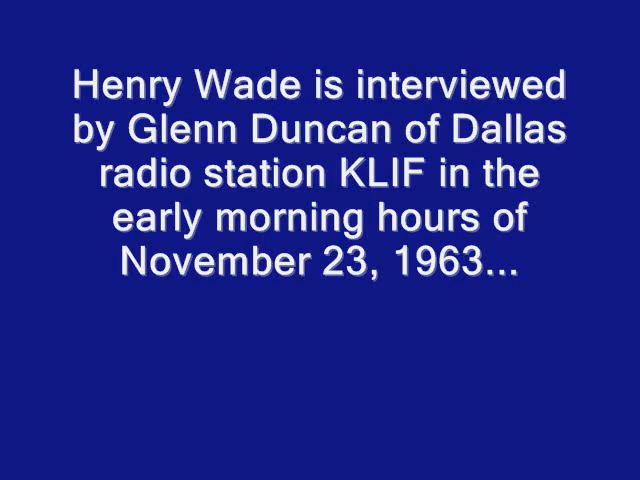 Henry Wade is interviewed
by Glenn Duncan of Dallas
radio station KLIF in the
early morning hours of
November 23, 1963...